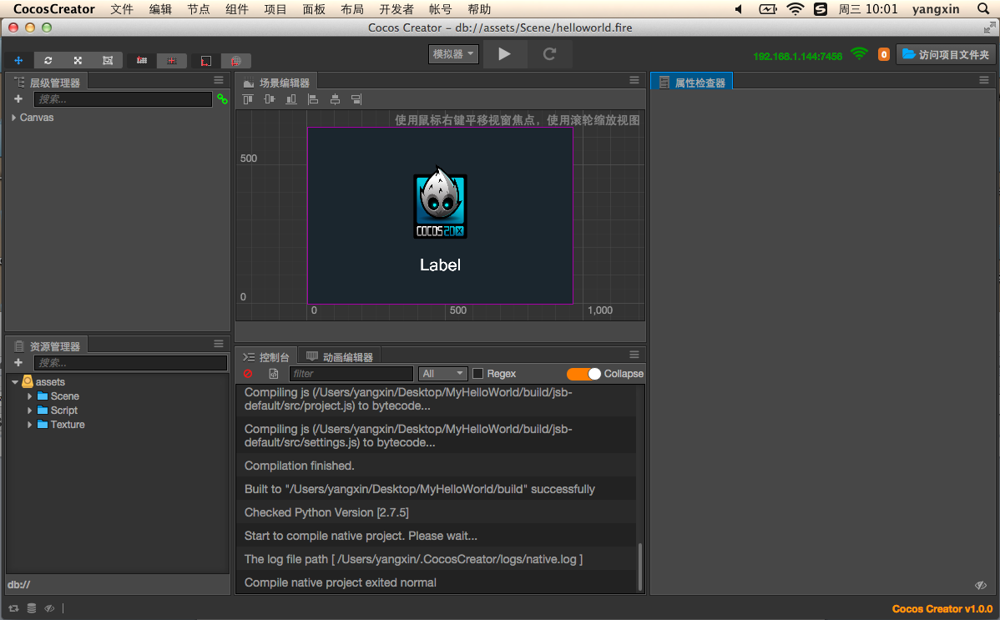 CocosCreator 文件 编辑 节点 组件 项目 面板 布局 开发者 帐号 帮助 周三 10:01 yangxin
Cocos Creator – db://assets/Scene/helloworld.fire
模拟器 192.168.1.144:7456 0 访问项目文件夹
层级管理器
搜索...
Canvas
场景编辑器
使用鼠标右键平移视窗焦点，使用滚轮缩放视图
500
COCOS2DX
Label
0
0 500 1,000
属性检查器
资源管理器
搜索...
assets
Scene
Script
Texture
db://
控制台 动画编辑器
filter All Regex Collapse
Compiling js (/Users/yangxin/Desktop/MyHelloWorld/build/jsb-
default/src/project.js) to bytecode...
Compiling js (/Users/yangxin/Desktop/MyHelloWorld/build/jsb-
default/src/settings.js) to bytecode...
Compilation finished.
Built to "/Users/yangxin/Desktop/MyHelloWorld/build" successfully
Checked Python Version [2.7.5]
Start to compile native project. Please wait...
The log file path [ /Users/yangxin/.CocosCreator/logs/native.log ]
Compile native project exited normal
Cocos Creator v1.0.0